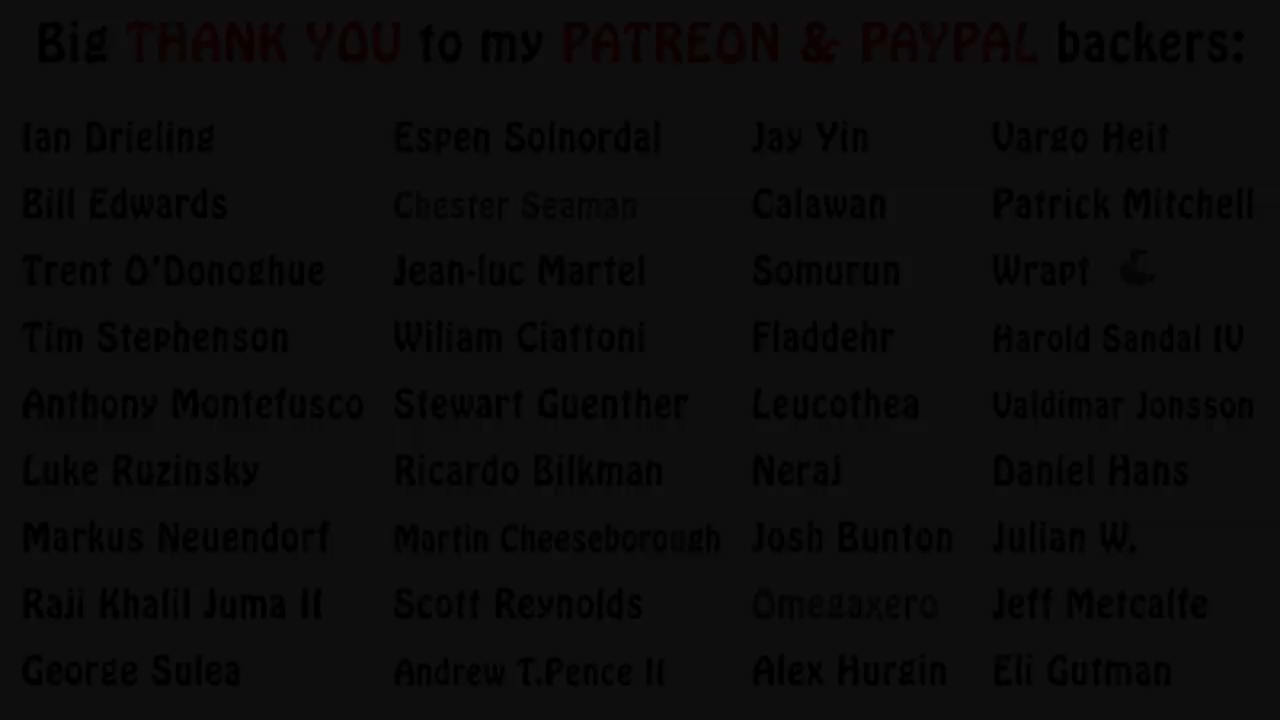 Big THANK YOU to my PATREON & PAYPAL backers:
Ian Drieling Espen Solnordal Jay Yin Vargo Heit
Bill Edwards Chester Seaman Calawan Patrick Mitchell
Trent O'Donoghue Jean-luc Martel Somurun Wrapt
Tim Stephenson Wiliam Ciattoni Fladdehr Harold Sandal IV
Anthony Montefusco Stewart Guenther Leucothea Valdimar Jonsson
Luke Ruzinsky Ricardo Bilkman Neraj Daniel Hans
Markus Neuendorf Martin Cheeseborough Josh Bunton Julian W.
Raji Khalil Juma II Scott Reynolds Omegaxero Jeff Metcalfe
George Sulea Andrew T.Pence II Alex Hurgin Eli Gutman